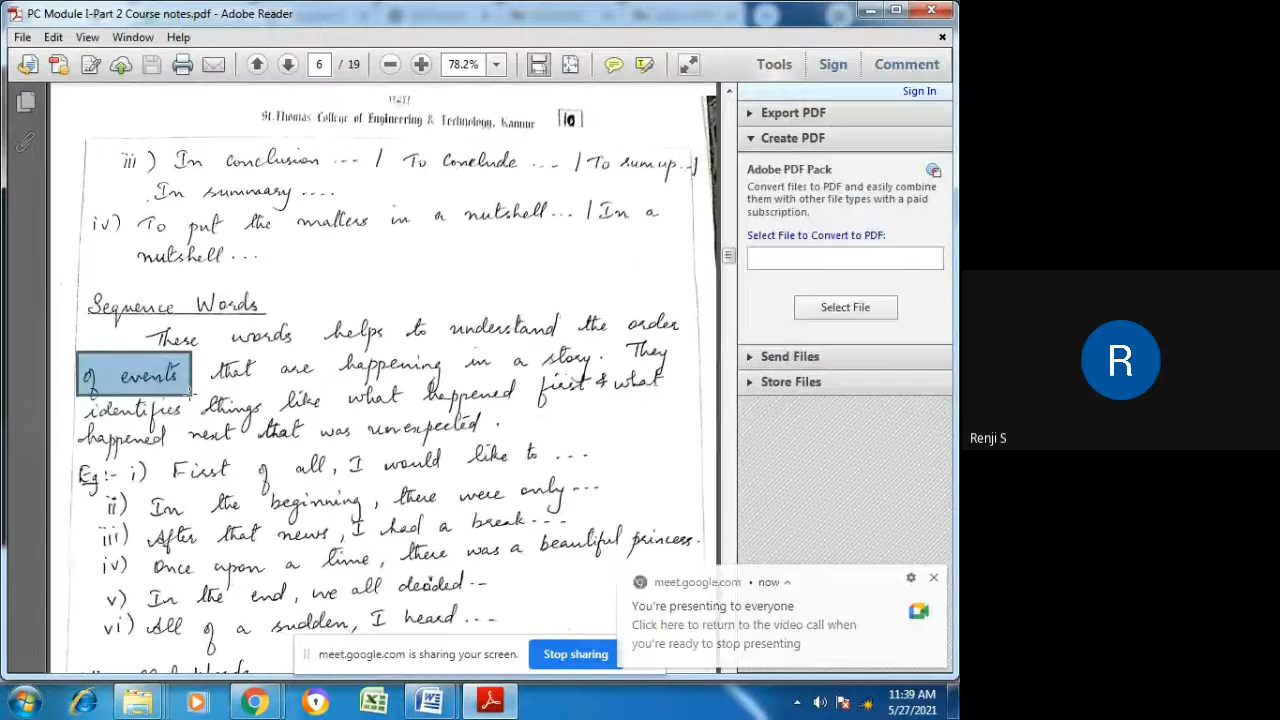 PC Module I-Part 2 Course notes.pdf - Adobe Reader
File Edit View Window Help
6 / 19
78.2%
Tools Sign Comment
Sign In
Export PDF
Create PDF
Adobe PDF Pack
Convert files to PDF and easily combine
them with other file types with a paid
subscription.
Select File to Convert to PDF:
Select File
Send Files
Store Files
St.Thomas College of Engineering & Technology, Kannur
10
iii) In conclusion ... / To conclude ... / To sum up.../
In summary ....
iv) To put the matters in a nutshell... / In a
nutshell ...
Sequence Words
These words helps to understand the order
of events that are happening in a story. They
identifies things like what happened first & what
happened next that was unexpected.
Eg:- i) First of all, I would like to ...
ii) In the beginning, there were only ...
iii) After that news, I had a break ...
iv) Once upon a time, there was a beautiful princess.
v) In the end, we all decided ..
vi) All of a sudden, I heard ...
Words
meet.google.com • now
You're presenting to everyone
Click here to return to the video call when
you're ready to stop presenting
meet.google.com is sharing your screen.
Stop sharing
11:39 AM
5/27/2021
R
Renji S